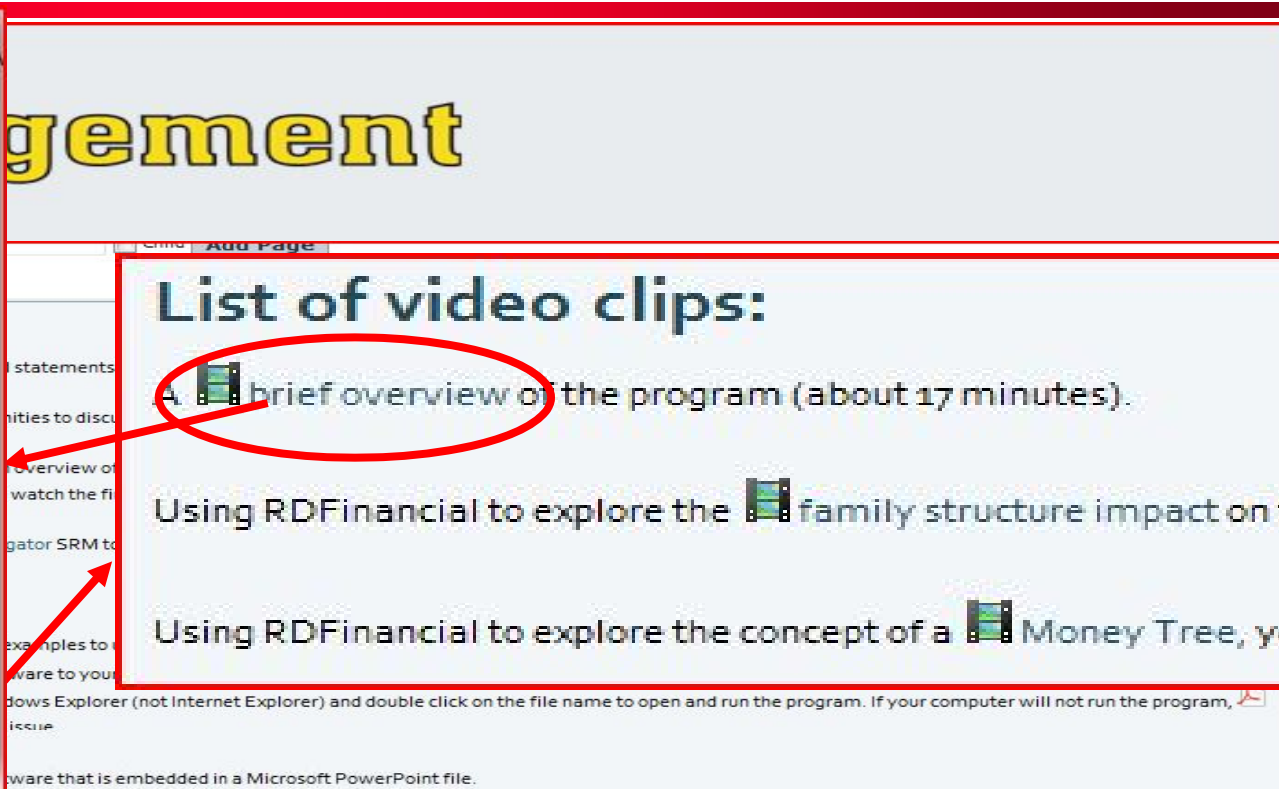 gement
Add Page
List of video clips:
statements
A brief overview of the program (about 17 minutes).
nities to discu
overview of
watch the fi
Using RDFinancial to explore the family structure impact on
gator SRM to
Using RDFinancial to explore the concept of a Money Tree, y
examples to
ware to your
dows Explorer (not Internet Explorer) and double click on the file name to open and run the program. If your computer will not run the program,
issue
tware that is embedded in a Microsoft PowerPoint file.